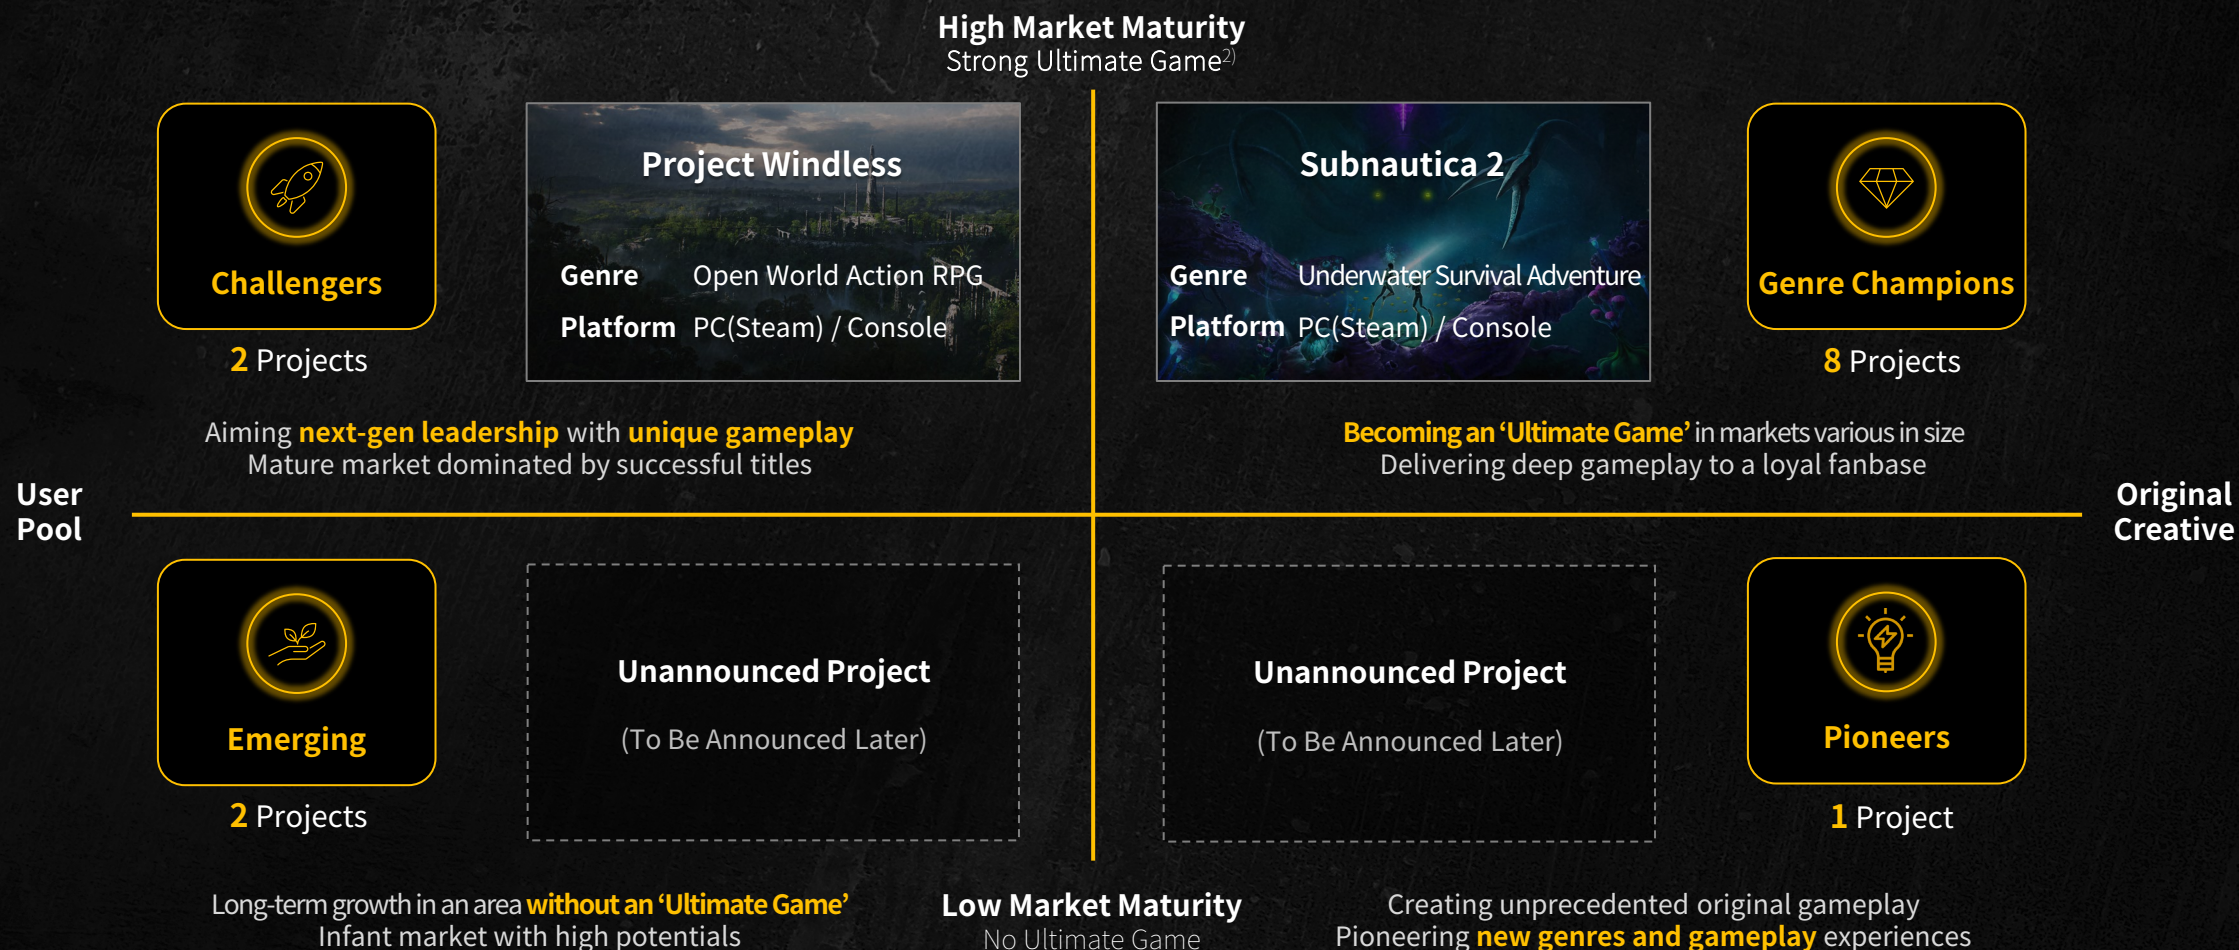 High Market Maturity
Strong Ultimate Game2)
Challengers
2 Projects
Project Windless
Genre Open World Action RPG
Platform PC(Steam) / Console
Subnautica 2
Genre Underwater Survival Adventure
Platform PC(Steam) / Console
Genre Champions
8 Projects
Aiming next-gen leadership with unique gameplay
Mature market dominated by successful titles
Becoming an ‘Ultimate Game’ in markets various in size
Delivering deep gameplay to a loyal fanbase
User
Pool
Original
Creative
Emerging
2 Projects
Unannounced Project
(To Be Announced Later)
Unannounced Project
(To Be Announced Later)
Pioneers
1 Project
Long-term growth in an area without an ‘Ultimate Game’
Infant market with high potentials
Low Market Maturity
No Ultimate Game
Creating unprecedented original gameplay
Pioneering new genres and gameplay experiences